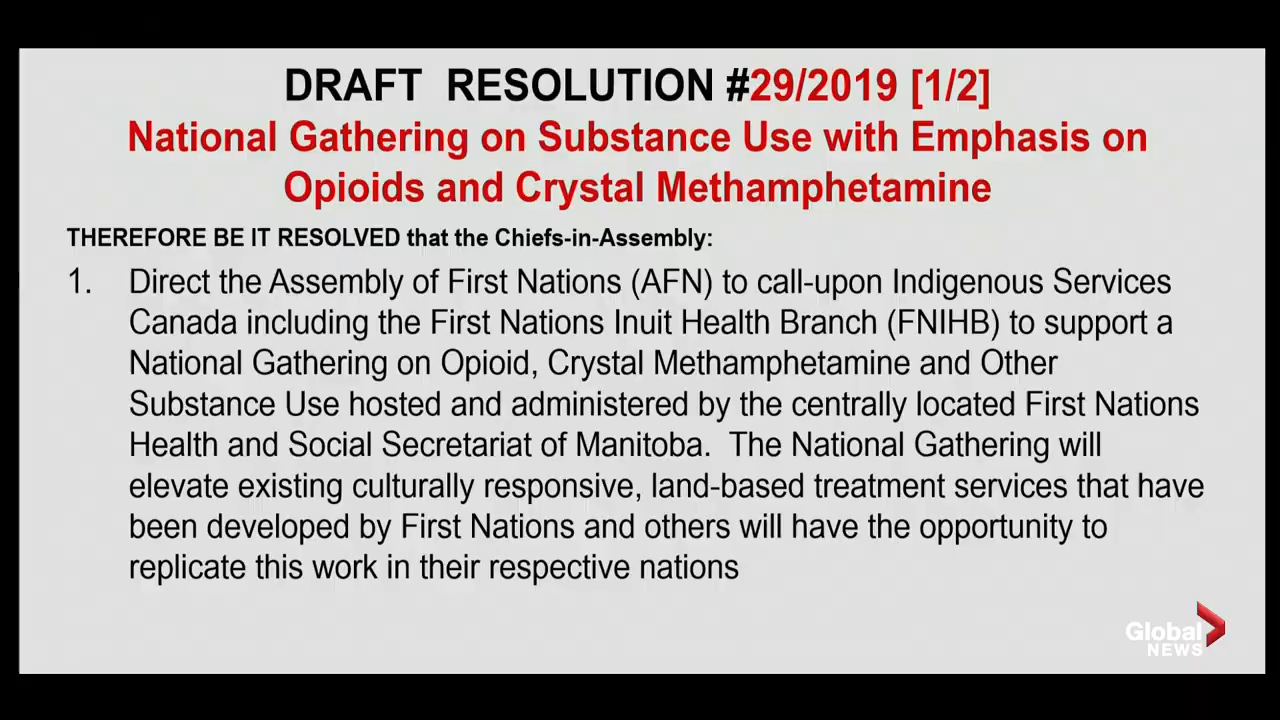 DRAFT RESOLUTION #29/2019 [1/2]
National Gathering on Substance Use with Emphasis on
Opioids and Crystal Methamphetamine
THEREFORE BE IT RESOLVED that the Chiefs-in-Assembly:
1. Direct the Assembly of First Nations (AFN) to call-upon Indigenous Services
Canada including the First Nations Inuit Health Branch (FNIHB) to support a
National Gathering on Opioid, Crystal Methamphetamine and Other
Substance Use hosted and administered by the centrally located First Nations
Health and Social Secretariat of Manitoba. The National Gathering will
elevate existing culturally responsive, land-based treatment services that have
been developed by First Nations and others will have the opportunity to
replicate this work in their respective nations
Global
NEWS